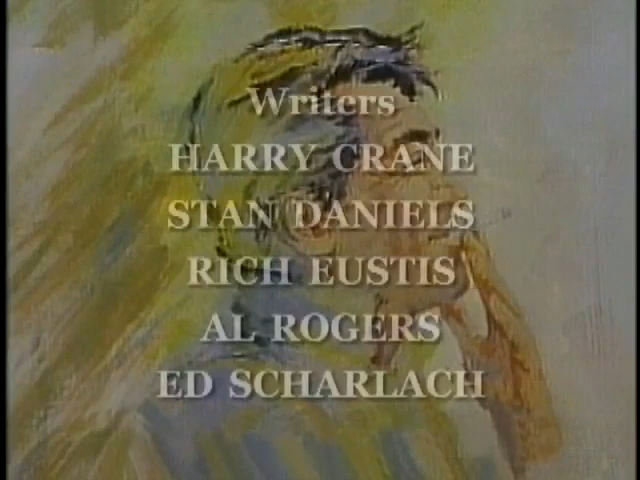 Writers
HARRY CRANE
STAN DANIELS
RICH EUSTIS
AL ROGERS
ED SCHARLACH